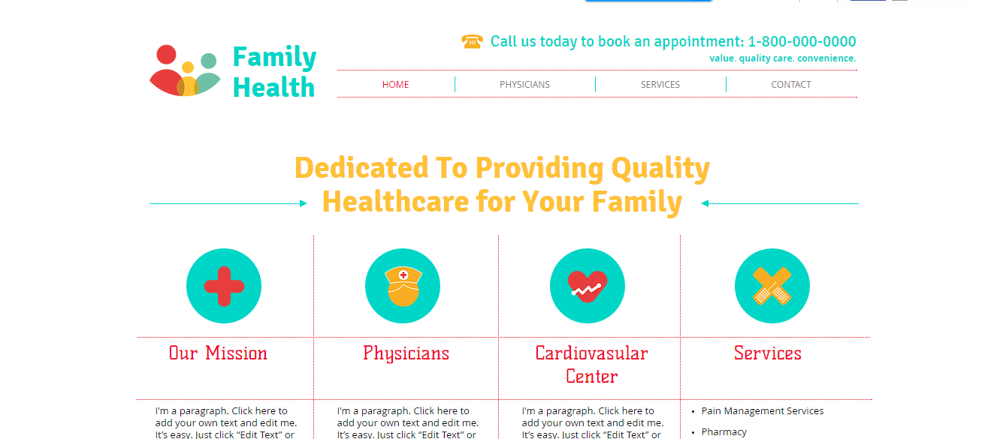 Call us today to book an appointment: 1-800-000-0000
value. quality care. convenience.
Family
Health
HOME
PHYSICIANS
SERVICES
CONTACT
Dedicated To Providing Quality
Healthcare for Your Family
Our Mission
Physicians
Cardiovasular
Center
Services
I'm a paragraph. Click here to
add your own text and edit me.
It’s easy. Just click “Edit Text” or
I'm a paragraph. Click here to
add your own text and edit me.
It’s easy. Just click “Edit Text” or
I'm a paragraph. Click here to
add your own text and edit me.
It’s easy. Just click “Edit Text” or
• Pain Management Services
• Pharmacy